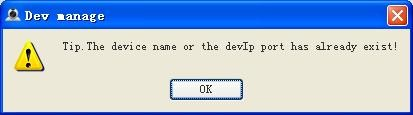 Dev manage
Tip.The device name or the devIp port has already exist!
OK